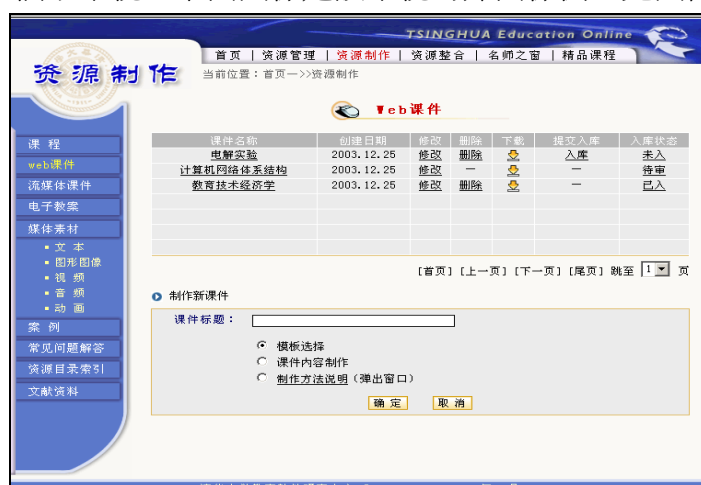 TSINGHUA Education Online
首页 | 资源管理 | 资源制作 | 资源整合 | 名师之窗 | 精品课程
资源制作
当前位置：首页—>>资源制作
Web课件
课程
web课件
流媒体课件
电子教案
媒体素材
文 本
图形图像
视 频
音 频
动 画
案 例
常见问题解答
资源目录索引
文献资料
课件名称 创建日期 修改 删除 下载 提交入库 入库状态
电解实验 2003.12.25 修改 删除 入库 未入
计算机网络体系结构 2003.12.25 修改 — — 待审
教育技术经济学 2003.12.25 修改 删除 — 已入
[首页] [上一页] [下一页] [尾页] 跳至 1 页
制作新课件
课件标题：
模板选择
课件内容制作
制作方法说明（弹出窗口）
确 定 取 消